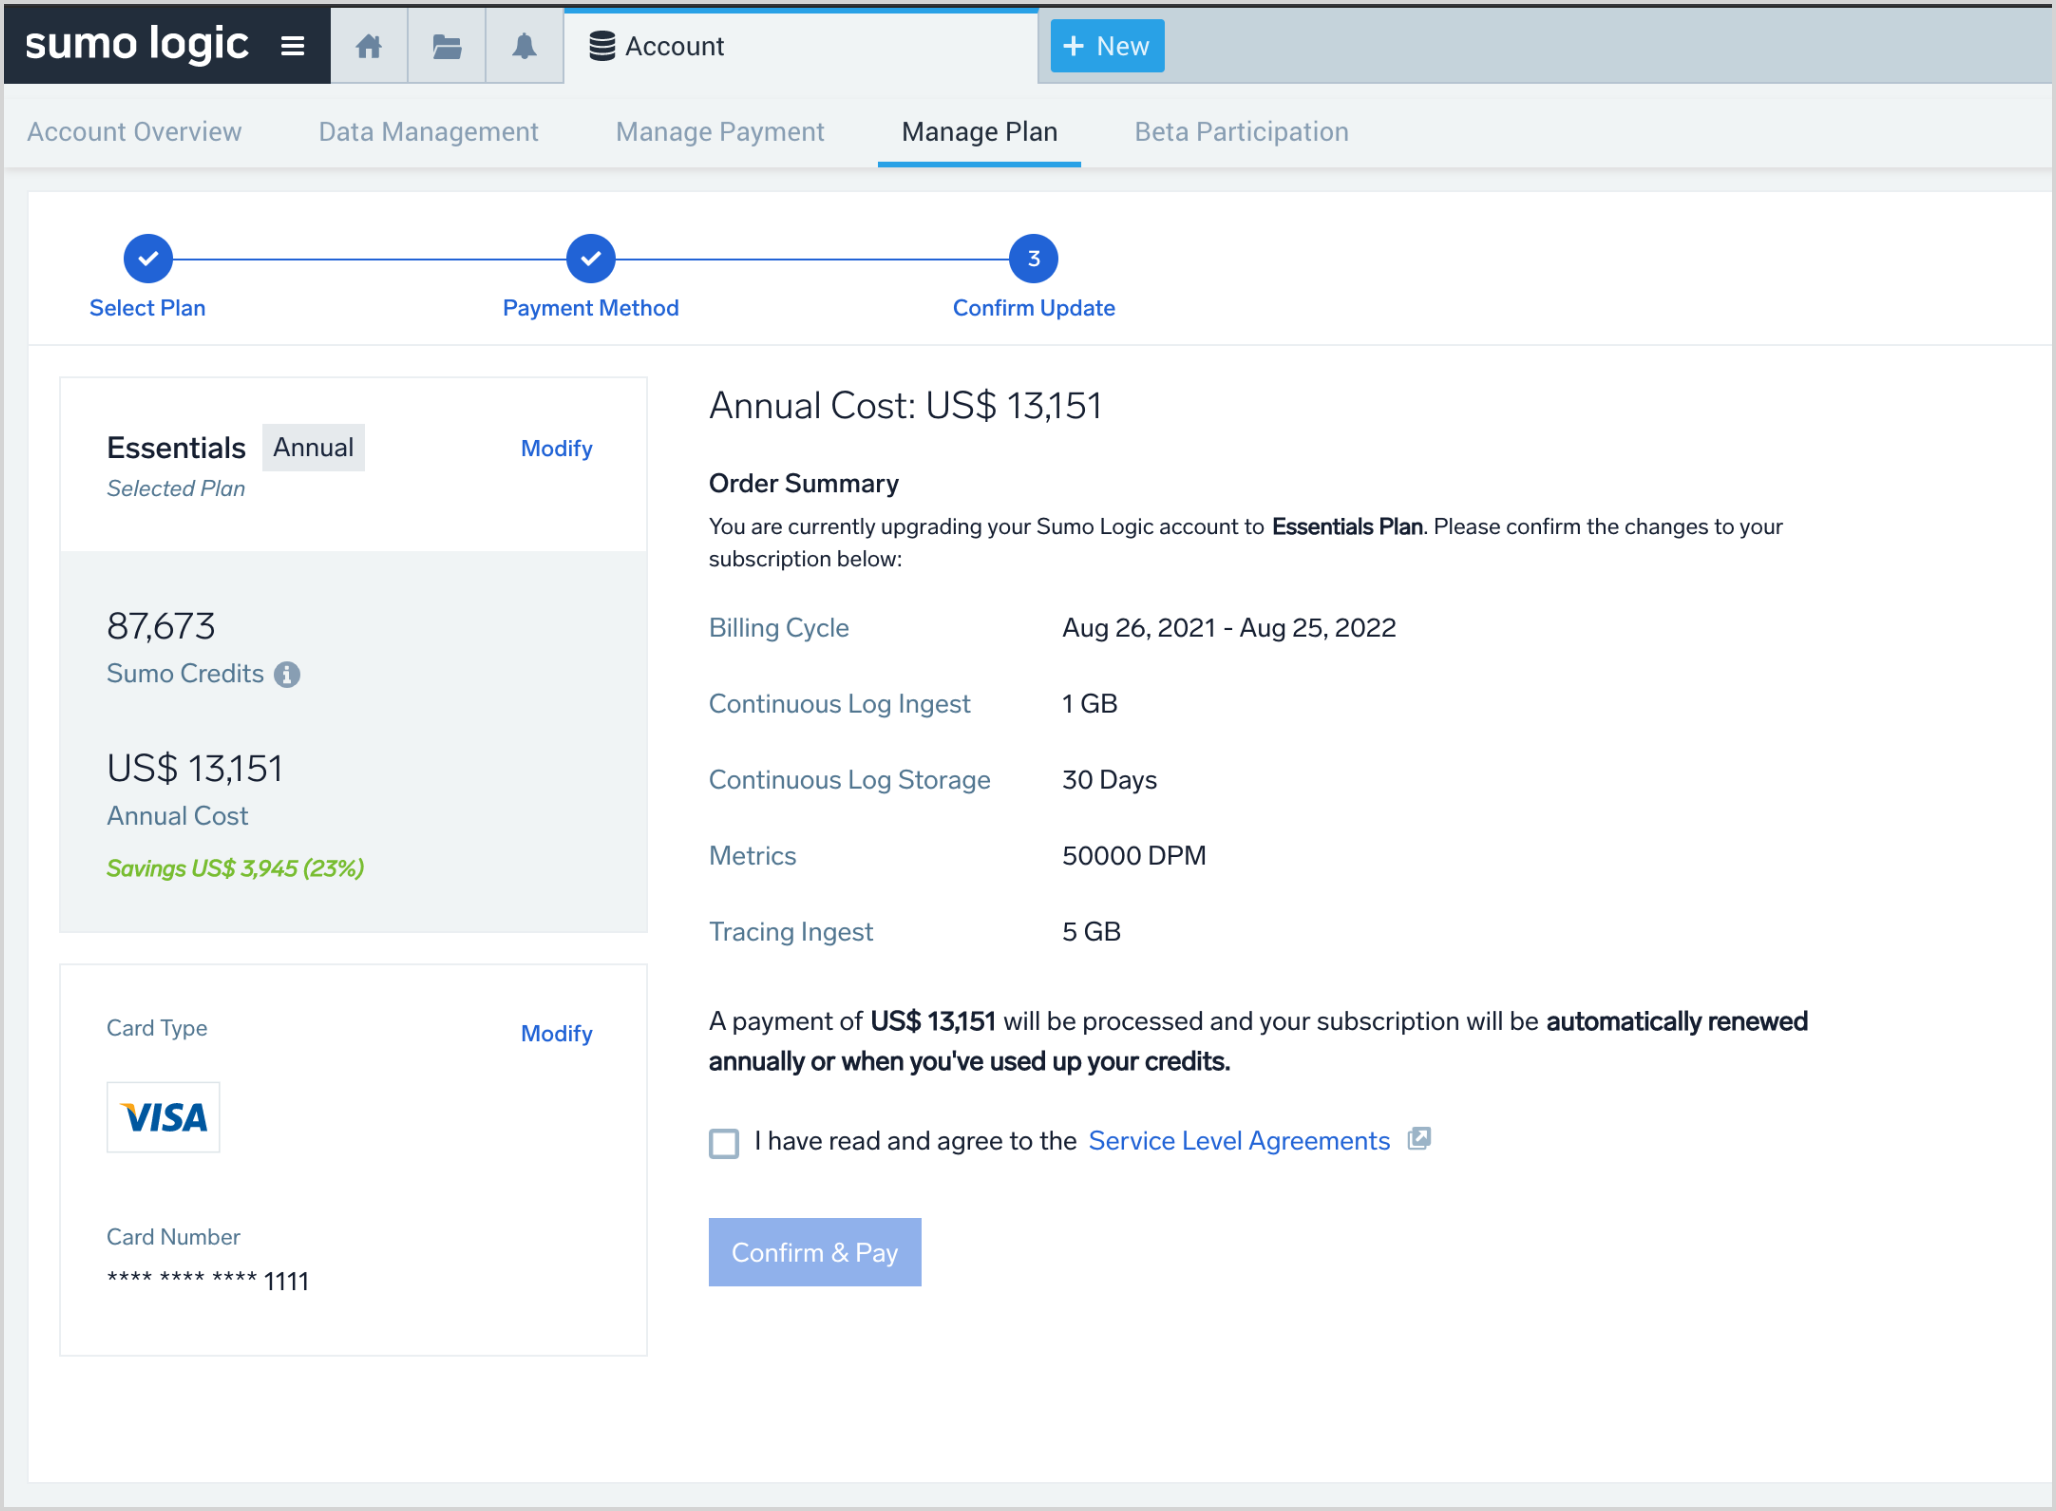 sumo logic
Account
+ New
Account Overview
Data Management
Manage Payment
Manage Plan
Beta Participation
3
Select Plan
Payment Method
Confirm Update
Essentials Annual
Modify
Selected Plan
87,673
Sumo Credits
US$ 13,151
Annual Cost
Savings US$ 3,945 (23%)
Card Type
Modify
VISA
Card Number
**** **** **** 1111
Annual Cost: US$ 13,151
Order Summary
You are currently upgrading your Sumo Logic account to Essentials Plan. Please confirm the changes to your
subscription below:
Billing Cycle Aug 26, 2021 - Aug 25, 2022
Continuous Log Ingest 1 GB
Continuous Log Storage 30 Days
Metrics 50000 DPM
Tracing Ingest 5 GB
A payment of US$ 13,151 will be processed and your subscription will be automatically renewed
annually or when you've used up your credits.
I have read and agree to the Service Level Agreements
Confirm & Pay